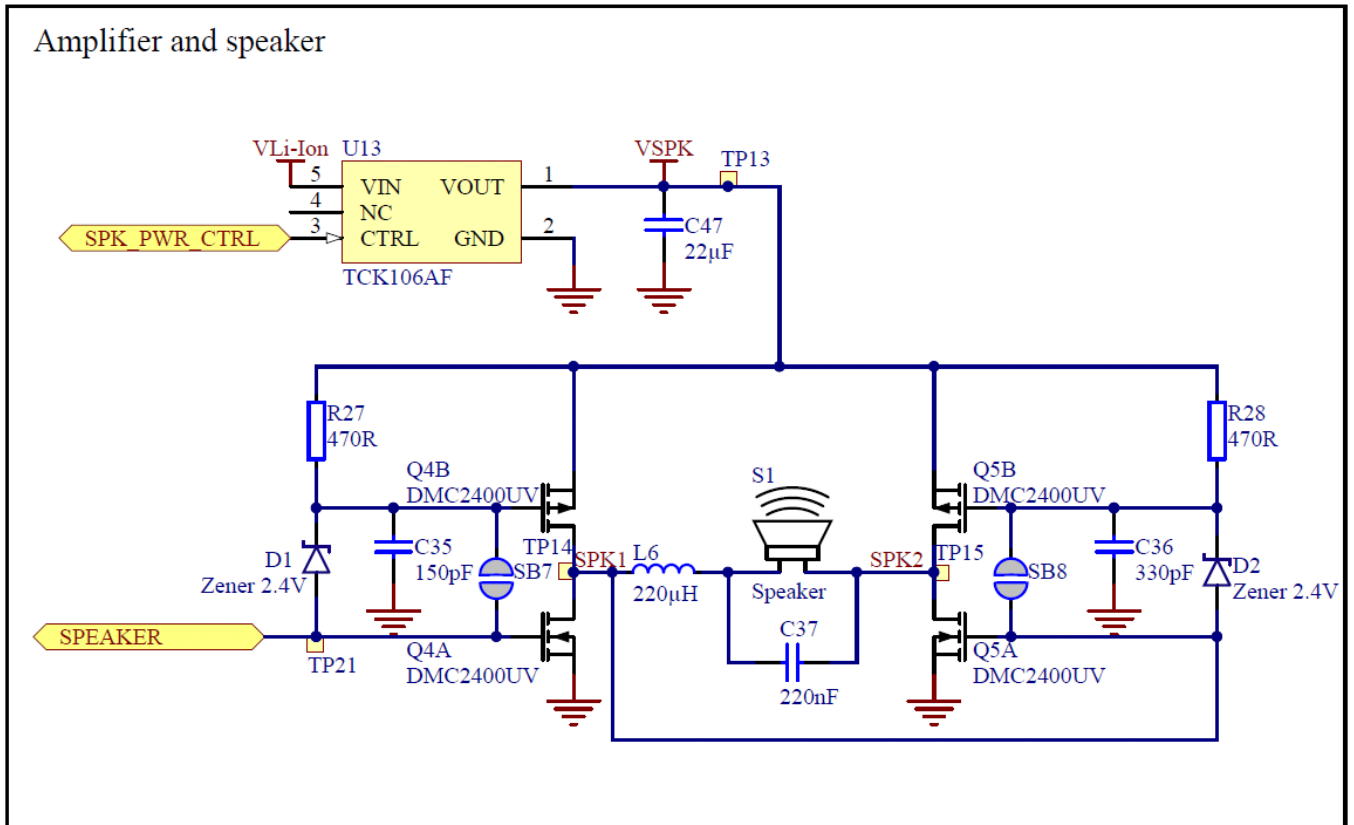 Amplifier and speaker
VLi-Ion
U13
VSPK
TP13
5
VIN
VOUT
1
4
NC
SPK_PWR_CTRL
3
CTRL
GND
2
C47
22µF
TCK106AF
R27
470R
R28
470R
Q4B
DMC2400UV
S1
Q5B
DMC2400UV
D1
Zener 2.4V
C35
150pF
SB7
TP14
SPK1
L6
220µH
Speaker
SPK2
TP15
SB8
C36
330pF
D2
Zener 2.4V
SPEAKER
TP21
Q4A
DMC2400UV
C37
220nF
Q5A
DMC2400UV